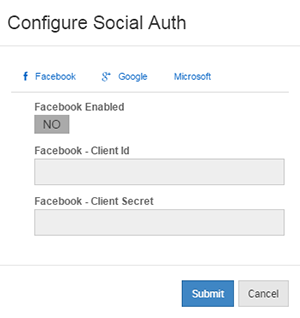 Configure Social Auth
Facebook Google Microsoft
Facebook Enabled
NO
Facebook - Client Id
Facebook - Client Secret
Submit Cancel